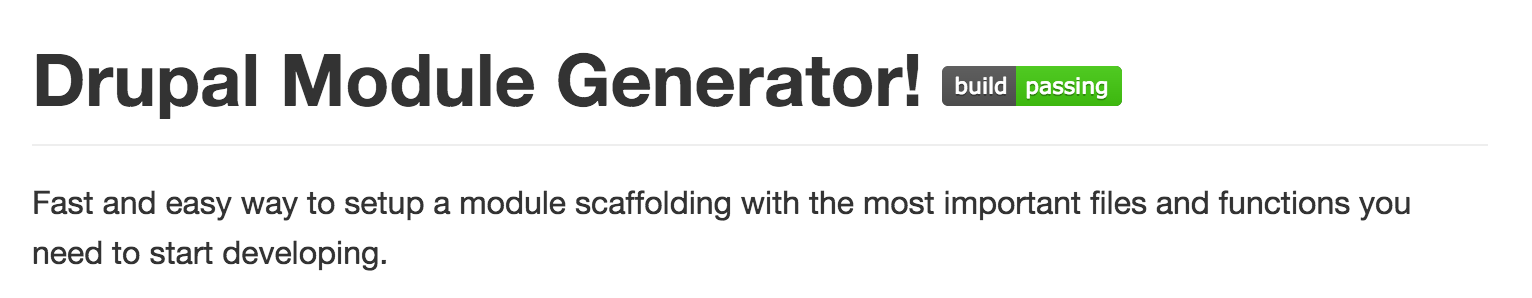 Drupal Module Generator! build passing
Fast and easy way to setup a module scaffolding with the most important files and functions you
need to start developing.